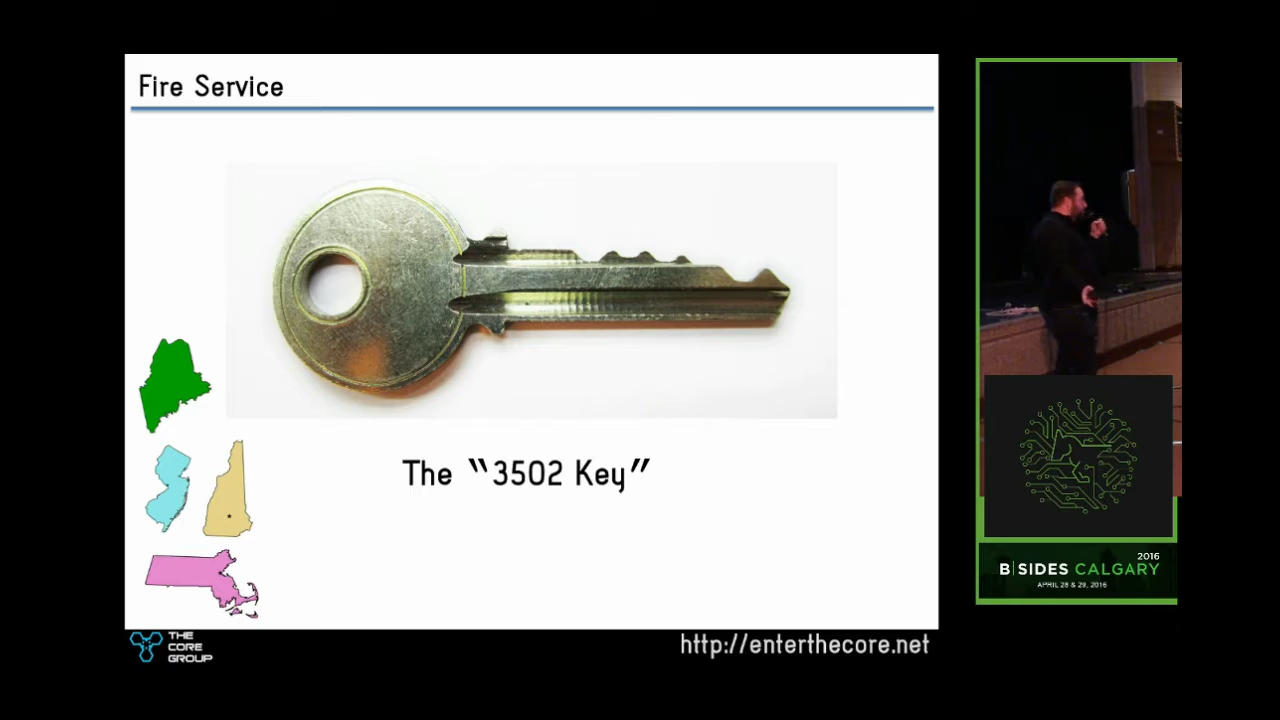 Fire Service
The “3502 Key”
THE
CORE
GROUP
http://enterthecore.net
2016
B|SIDES CALGARY
APRIL 28 & 29, 2016